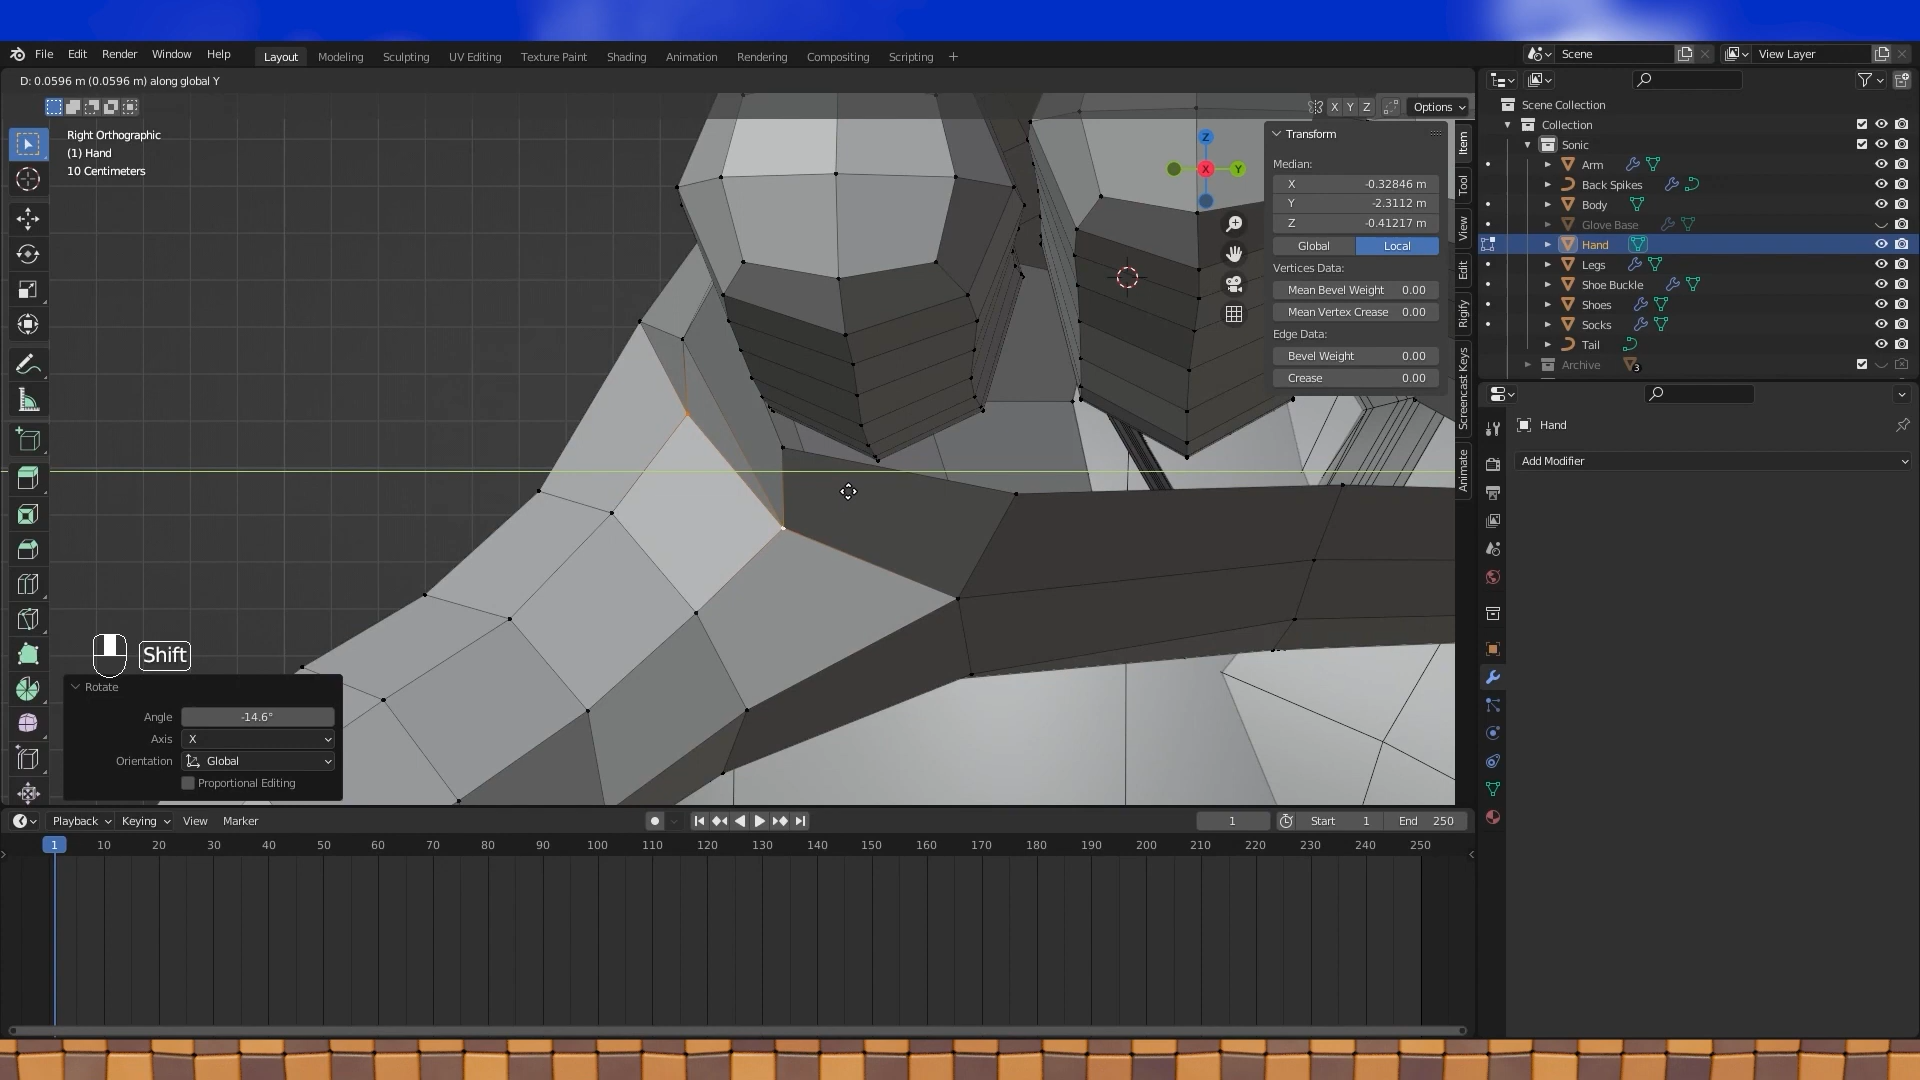 File Edit Render Window Help Layout Modeling Sculpting UV Editing Texture Paint Shading Animation Rendering Compositing Scripting + Scene View Layer
D: 0.0596 m (0.0596 m) along global Y
X Y Z Options
Right Orthographic
(1) Hand
10 Centimeters
Z
X
Y
Transform
Median:
X -0.32846 m
Y -2.3112 m
Z -0.41217 m
Global Local
Vertices Data:
Mean Bevel Weight 0.00
Mean Vertex Crease 0.00
Edge Data:
Bevel Weight 0.00
Crease 0.00
Item
Tool
View
Edit
Rigify
Screencast Keys
Animate
Scene Collection
Collection
Sonic
Arm
Back Spikes
Body
Glove Base
Hand
Legs
Shoe Buckle
Shoes
Socks
Tail
Archive 3
Hand
Add Modifier
Shift
Rotate
Angle -14.6°
Axis X
Orientation Global
Proportional Editing
Playback Keying View Marker 1 Start 1 End 250
1 10 20 30 40 50 60 70 80 90 100 110 120 130 140 150 160 170 180 190 200 210 220 230 240 250